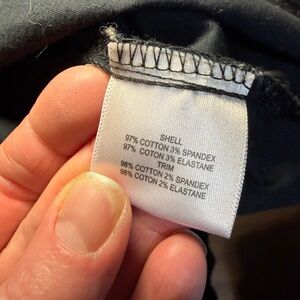 SHELL
97% COTTON 3% SPANDEX
97% COTON 3% ELASTANE
TRIM
98% COTTON 2% SPANDEX
98% COTON 2% ELASTANE